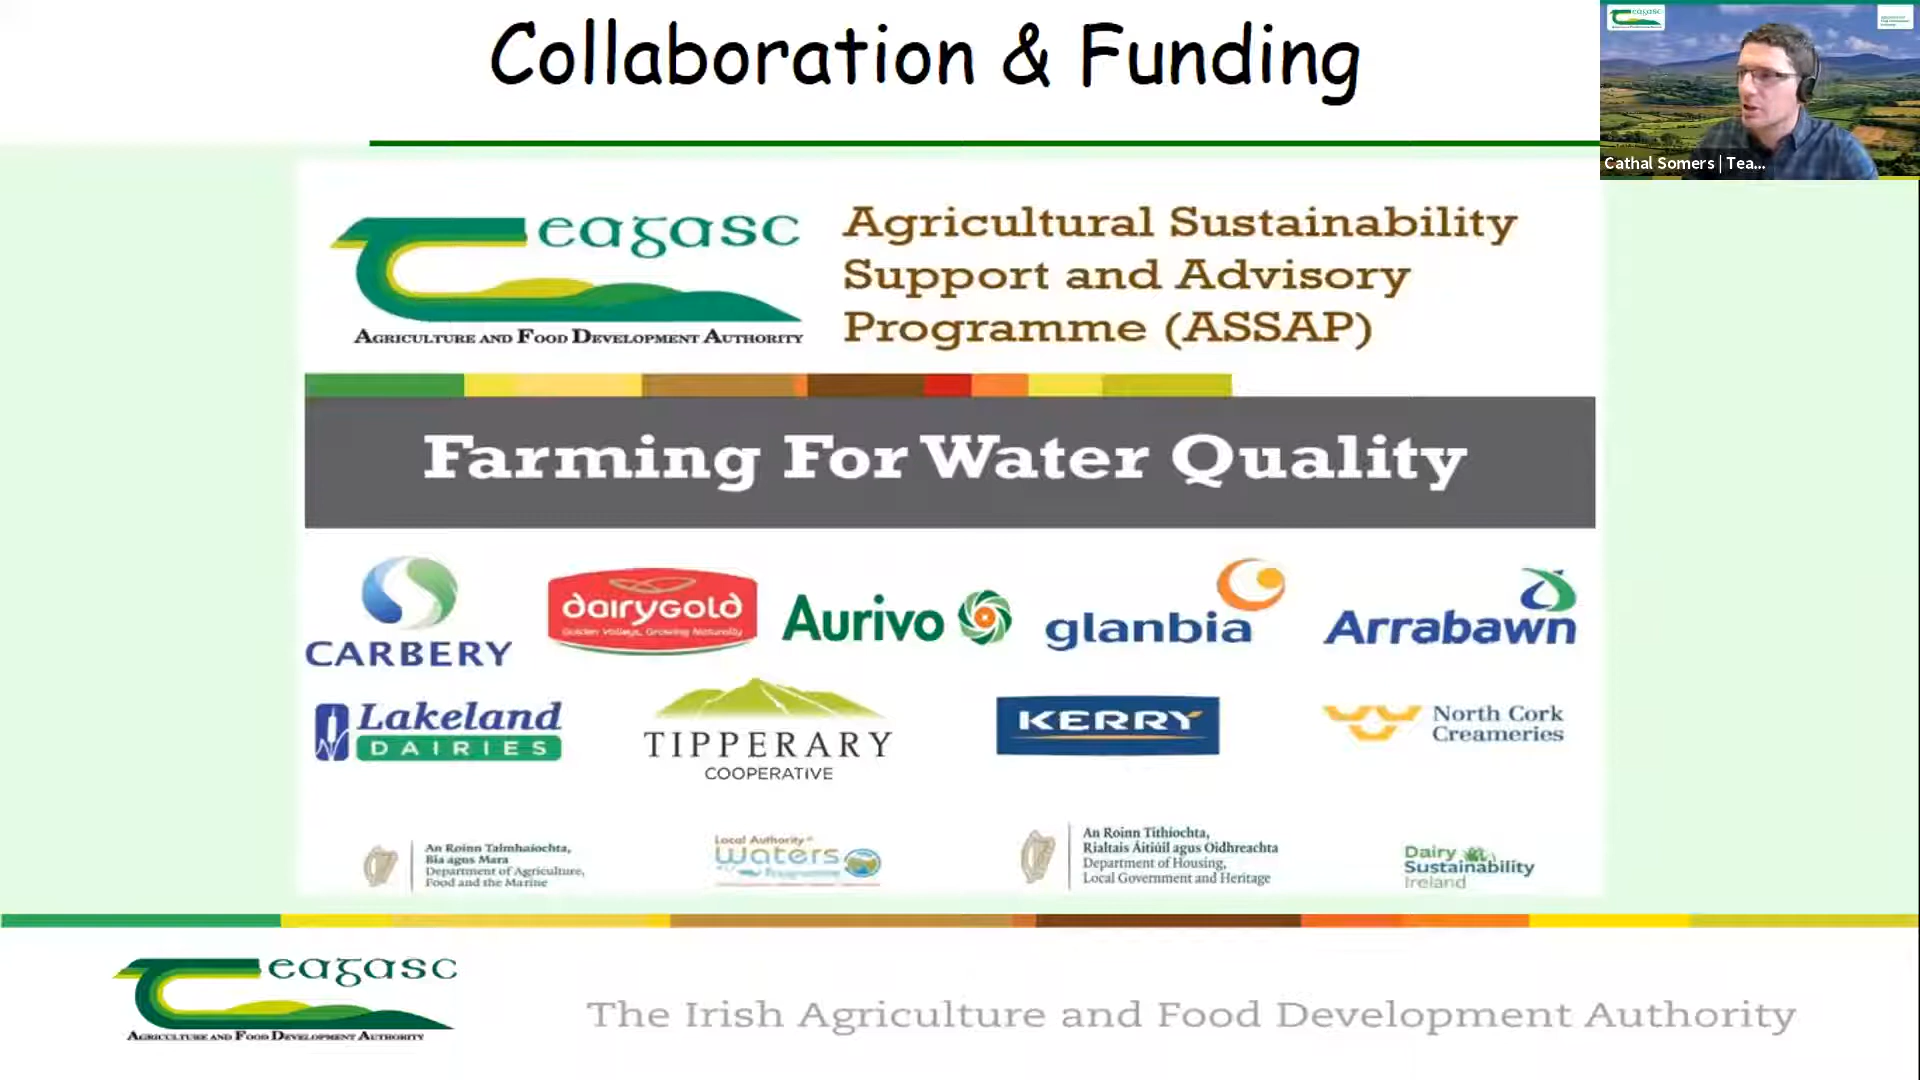 Collaboration & Funding
Cathal Somers | Tea...
eagasc
Agriculture and Food Development Authority
Agricultural Sustainability
Support and Advisory
Programme (ASSAP)
Farming For Water Quality
CARBERY
dairygold
Golden Valleys, Growing Naturally
Aurivo
glanbia
Arrabawn
Lakeland
DAIRIES
TIPPERARY
COOPERATIVE
KERRY
North Cork
Creameries
An Roinn Talmhaíochta,
Bia agus Mara
Department of Agriculture,
Food and the Marine
Local Authority
Waters
Programme
An Roinn Tithíochta,
Rialtais Áitiúil agus Oidhreachta
Department of Housing,
Local Government and Heritage
Dairy
Sustainability
Ireland
eagasc
Agriculture and Food Development Authority
The Irish Agriculture and Food Development Authority